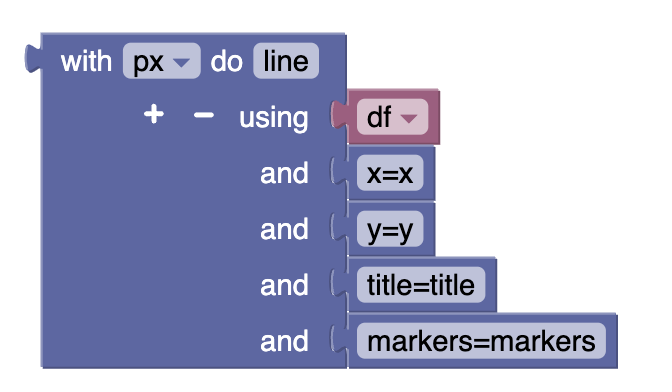 with px do line
+ - using df
and x=x
and y=y
and title=title
and markers=markers